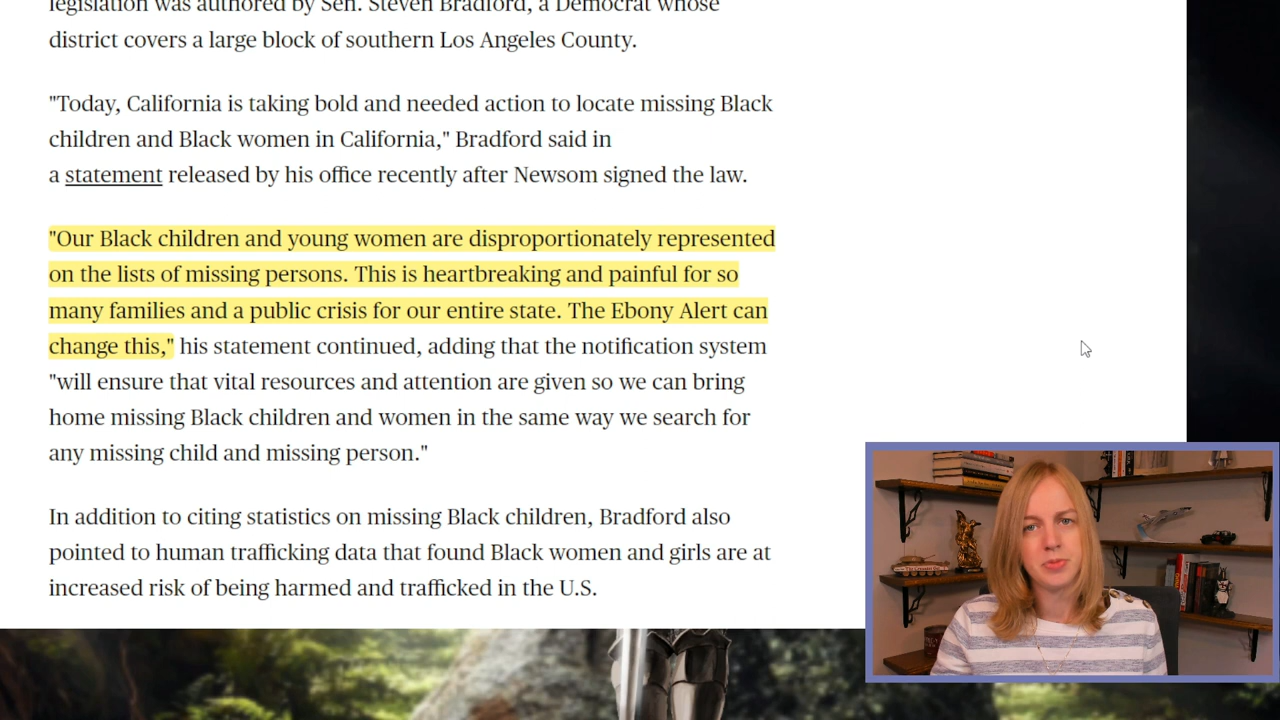 legislation was authored by Sen. Steven Bradford, a Democrat whose
district covers a large block of southern Los Angeles County.
"Today, California is taking bold and needed action to locate missing Black
children and Black women in California," Bradford said in
a statement released by his office recently after Newsom signed the law.
"Our Black children and young women are disproportionately represented
on the lists of missing persons. This is heartbreaking and painful for so
many families and a public crisis for our entire state. The Ebony Alert can
change this," his statement continued, adding that the notification system
"will ensure that vital resources and attention are given so we can bring
home missing Black children and women in the same way we search for
any missing child and missing person."
In addition to citing statistics on missing Black children, Bradford also
pointed to human trafficking data that found Black women and girls are at
increased risk of being harmed and trafficked in the U.S.